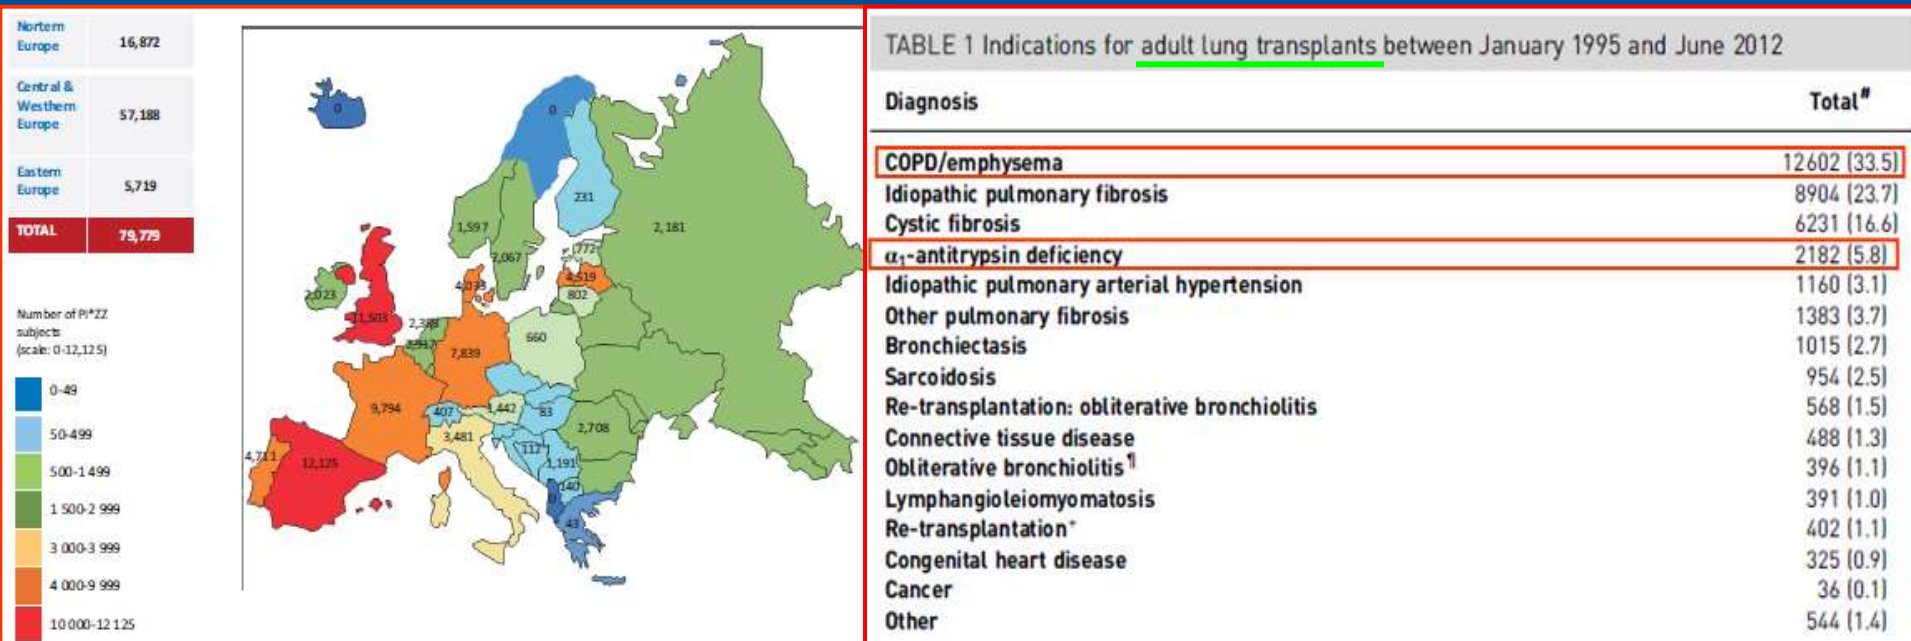 Nortern
Europe
16,872
Central &
Westhern
Europe
57,188
Eastern
Europe
5,719
TOTAL
79,779
Number of PI*ZZ
subjects
(scale: 0-12,125)
0-49
50-499
500-1 499
1 500-2 999
3 000-3 999
4 000-9 999
10 000-12 125
0
0
231
1,597
2,181
2,067
772
4,519
802
4,033
2,023
11,503
2,388
660
7,839
9,794
407
1,442
83
3,481
2,708
112
1,191
4,711
12,125
140
0
43
TABLE 1 Indications for adult lung transplants between January 1995 and June 2012
Diagnosis Total#
COPD/emphysema 12602 (33.5)
Idiopathic pulmonary fibrosis 8904 (23.7)
Cystic fibrosis 6231 (16.6)
α1-antitrypsin deficiency 2182 (5.8)
Idiopathic pulmonary arterial hypertension 1160 (3.1)
Other pulmonary fibrosis 1383 (3.7)
Bronchiectasis 1015 (2.7)
Sarcoidosis 954 (2.5)
Re-transplantation: obliterative bronchiolitis 568 (1.5)
Connective tissue disease 488 (1.3)
Obliterative bronchiolitis¶ 396 (1.1)
Lymphangioleiomyomatosis 391 (1.0)
Re-transplantation+ 402 (1.1)
Congenital heart disease 325 (0.9)
Cancer 36 (0.1)
Other 544 (1.4)